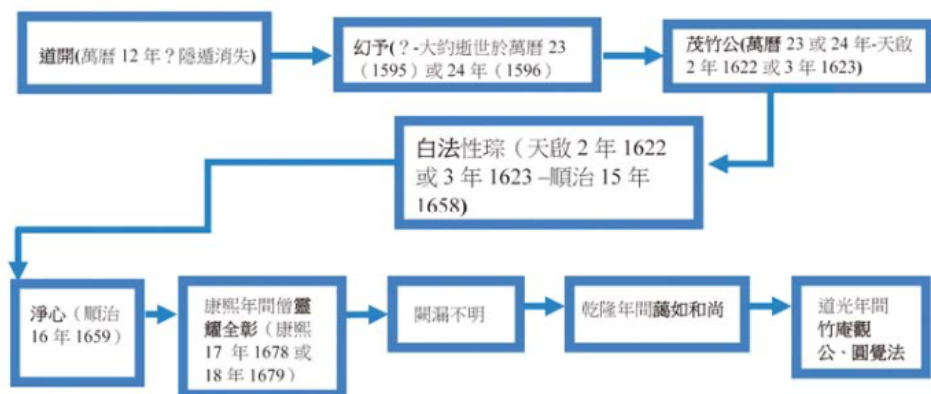 道開(萬曆 12 年？隱遁消失)
幻予(？-大約逝世於萬曆 23
（1595）或 24 年（1596）
茂竹公(萬曆 23 或 24 年-天啟
2 年 1622 或 3 年 1623)
白法性琮（天啟 2 年 1622
或 3 年 1623 –順治 15 年
1658)
淨心（順治
16 年 1659）
康熙年間僧靈
耀全彰（康熙
17 年 1678 或
18 年 1679）
闕漏不明
乾隆年間藹如和尚
道光年間
竹庵觀
公、圓覺法